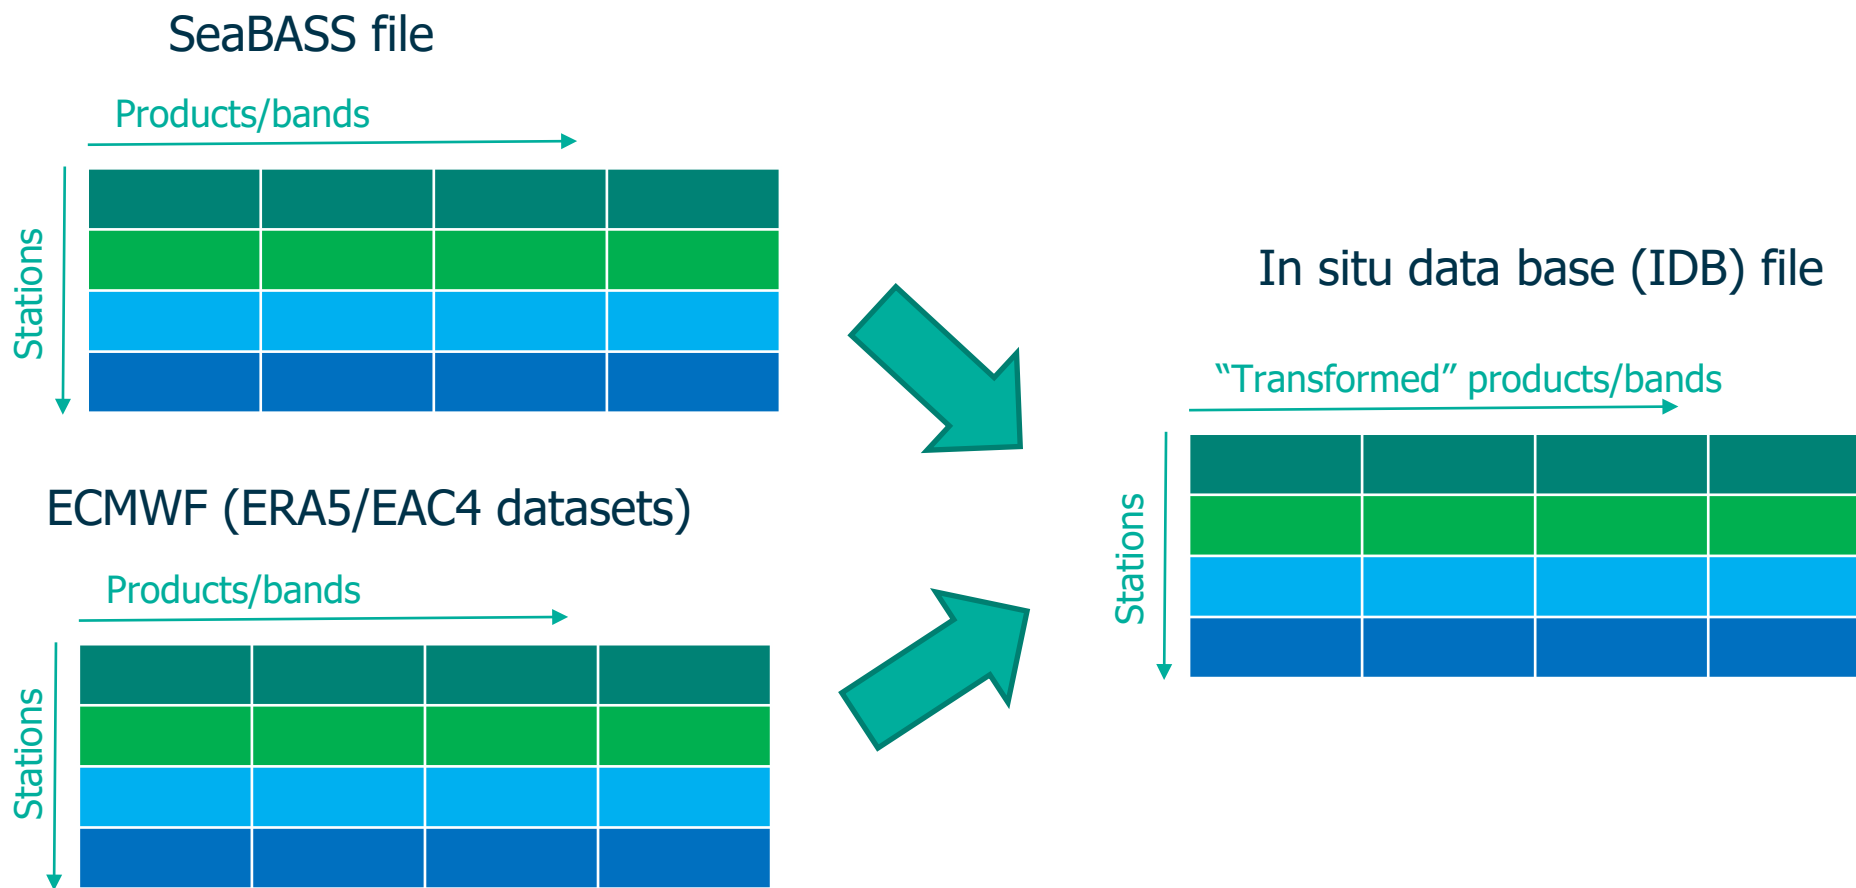 SeaBASS file
Products/bands
Stations
ECMWF (ERA5/EAC4 datasets)
Products/bands
Stations
In situ data base (IDB) file
“Transformed” products/bands
Stations